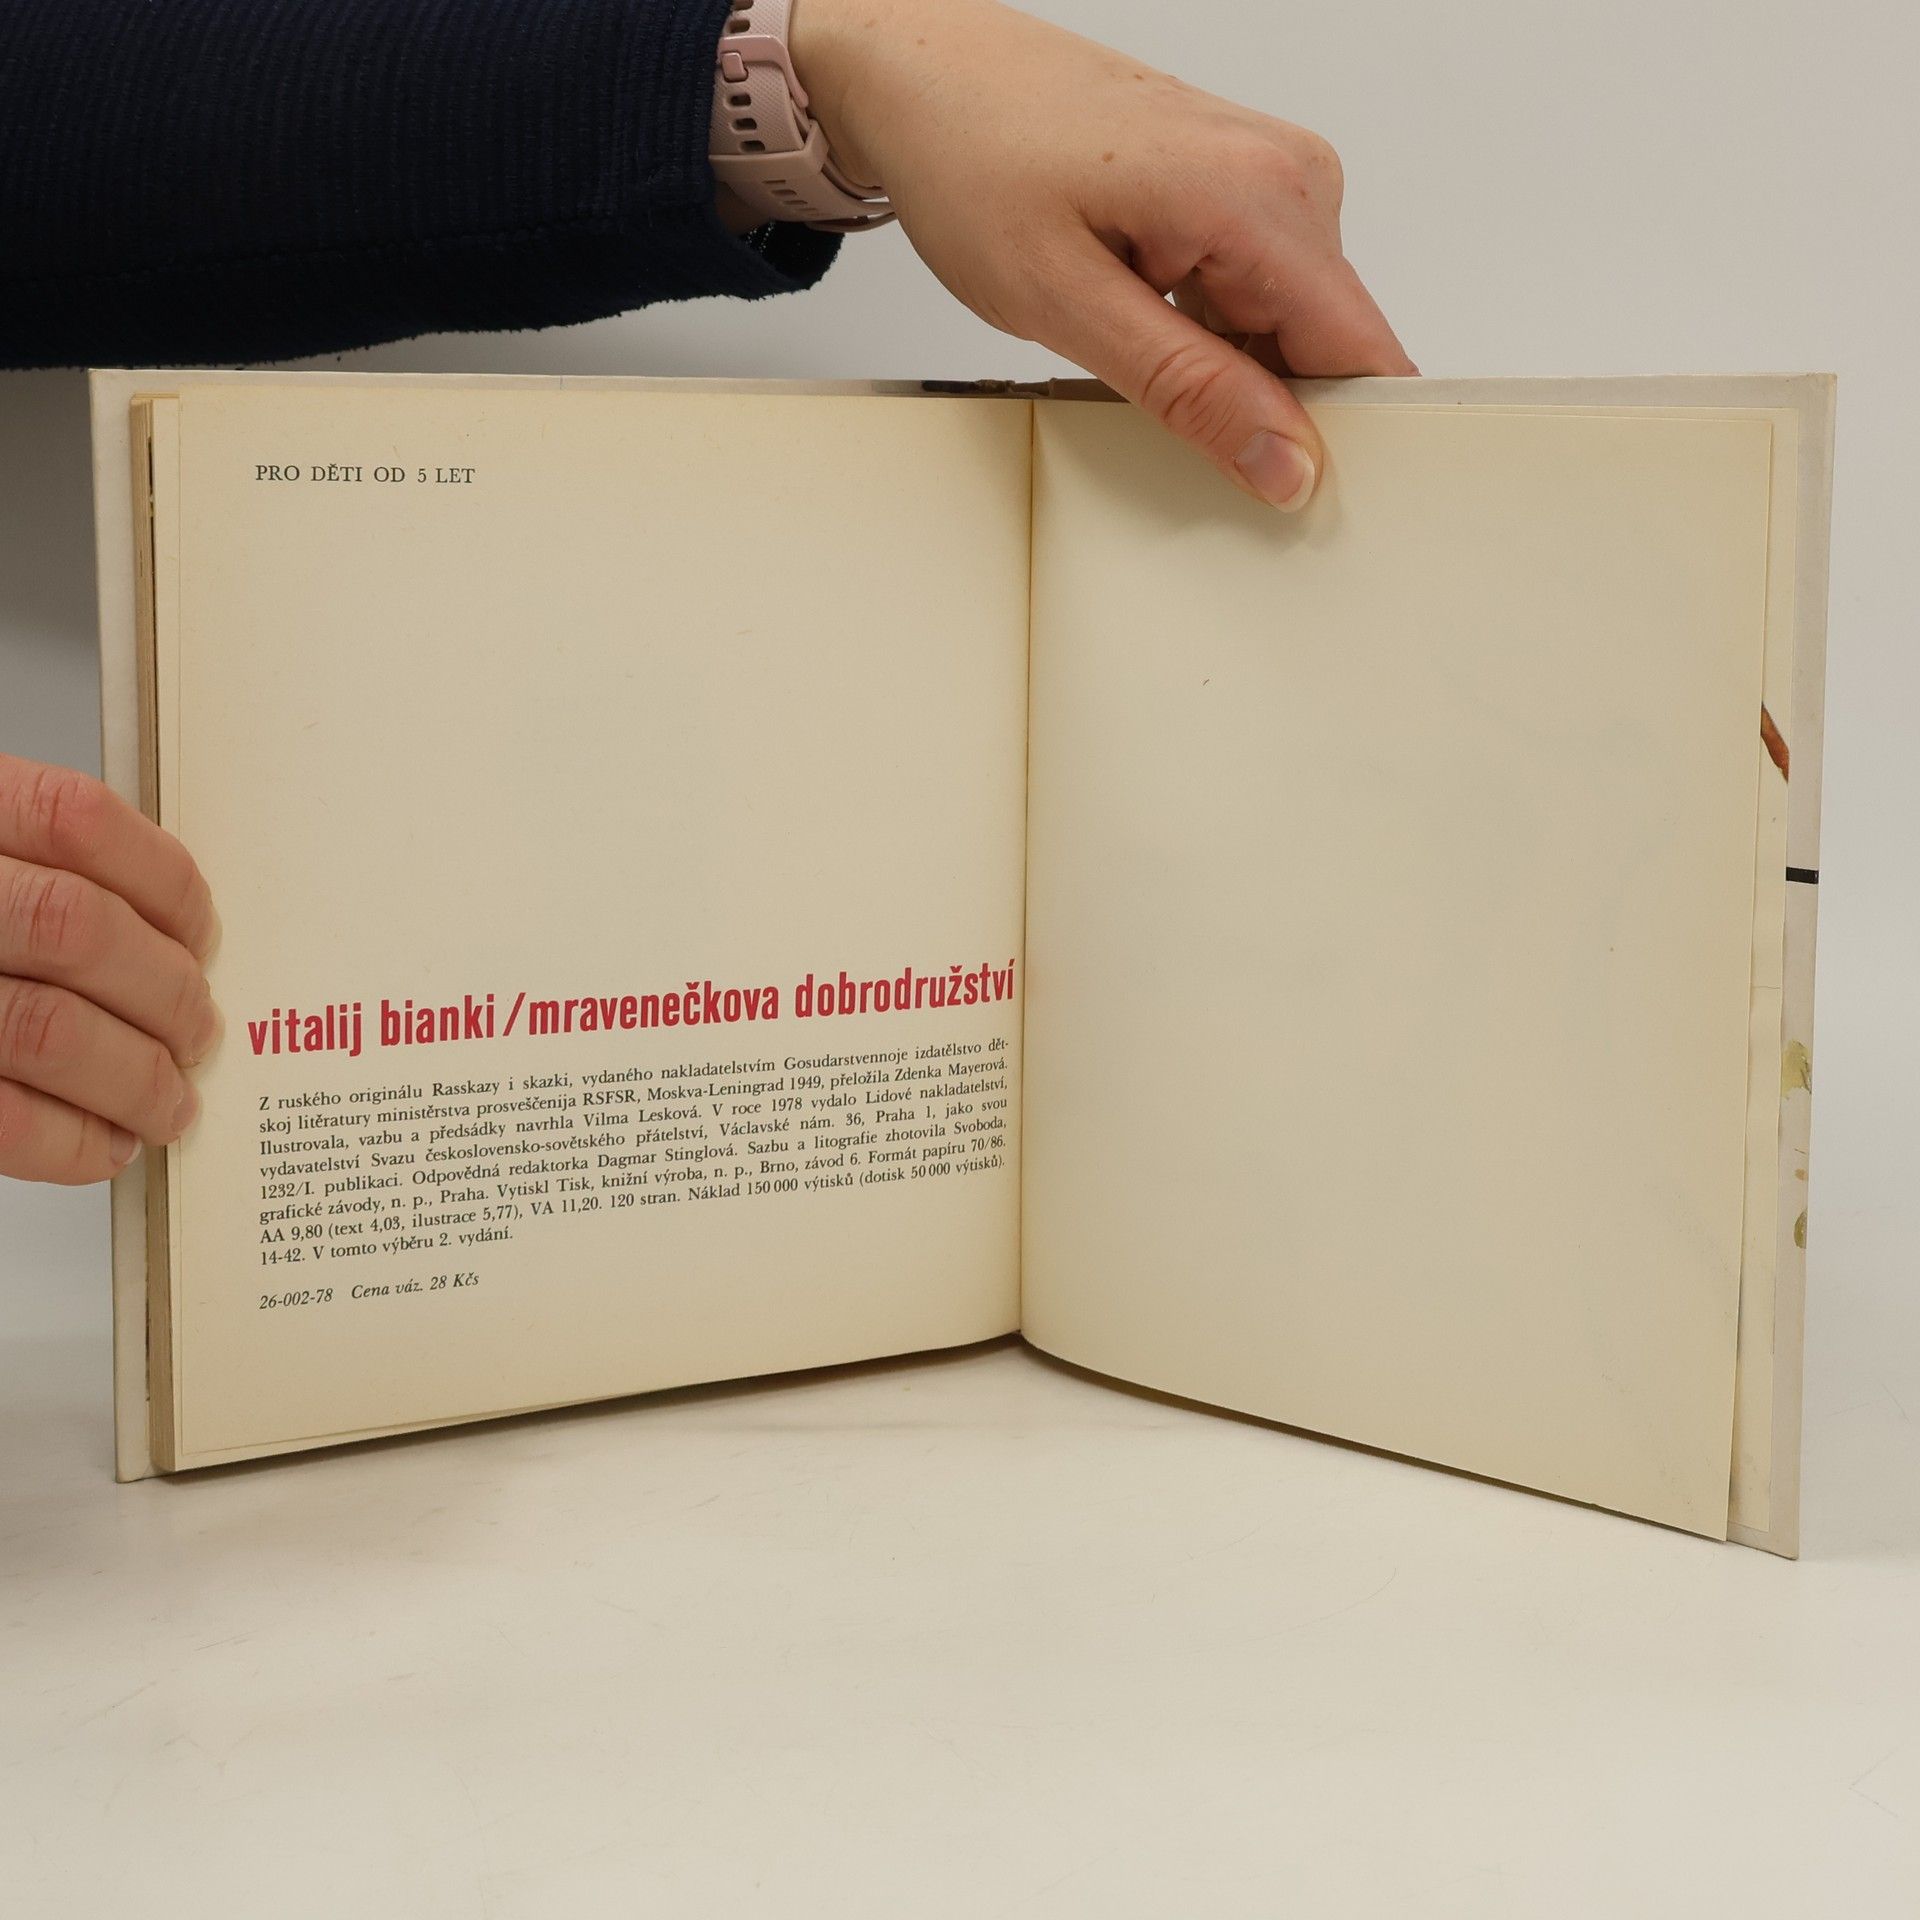 PRO DĚTI OD 5 LET
vitalij bianki/mravenečkova dobrodružství
Z ruského originálu Rasskazy i skazki, vydaného nakladatelstvím Gosudarstvennoje izdatělstvo dět-
skoj litěratury ministěrstva prosveščenija RSFSR, Moskva-Leningrad 1949, přeložila Zdenka Mayerová.
Ilustrovala, vazbu a předsádky navrhla Vilma Lesková. V roce 1978 vydalo Lidové nakladatelství,
vydavatelství Svazu československo-sovětského přátelství, Václavské nám. 36, Praha 1, jako svou
1232/I. publikaci. Odpovědná redaktorka Dagmar Stinglová. Sazbu a litografie zhotovila Svoboda,
grafické závody, n. p., Praha. Vytiskl Tisk, knižní výroba, n. p., Brno, závod 6. Formát papíru 70/86.
AA 9,80 (text 4,03, ilustrace 5,77), VA 11,20. 120 stran. Náklad 150 000 výtisků (dotisk 50 000 výtisků).
14-42. V tomto výběru 2. vydání.
26-002-78 Cena váz. 28 Kčs